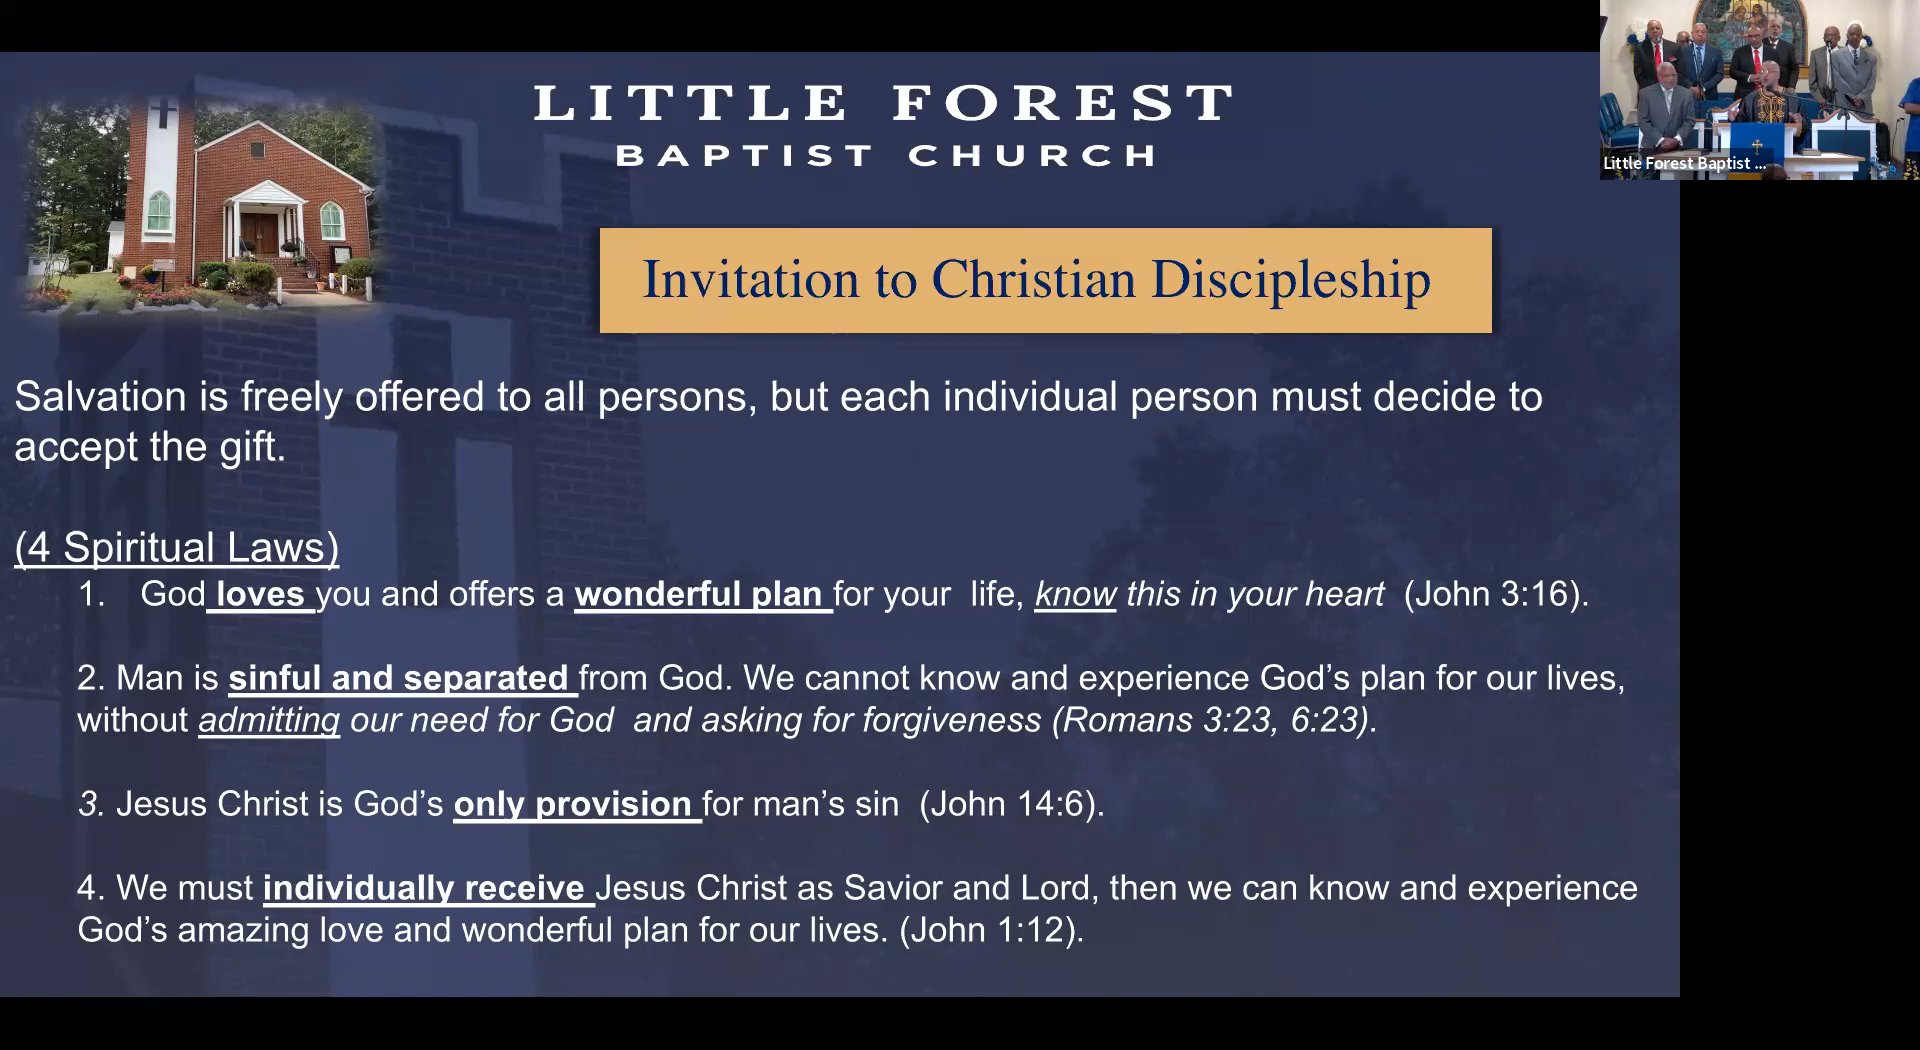 LITTLE FOREST
BAPTIST CHURCH
Little Forest Baptist ...
Invitation to Christian Discipleship
Salvation is freely offered to all persons, but each individual person must decide to
accept the gift.
(4 Spiritual Laws)
1. God loves you and offers a wonderful plan for your life, know this in your heart (John 3:16).
2. Man is sinful and separated from God. We cannot know and experience God’s plan for our lives,
without admitting our need for God and asking for forgiveness (Romans 3:23, 6:23).
3. Jesus Christ is God’s only provision for man’s sin (John 14:6).
4. We must individually receive Jesus Christ as Savior and Lord, then we can know and experience
God’s amazing love and wonderful plan for our lives. (John 1:12).